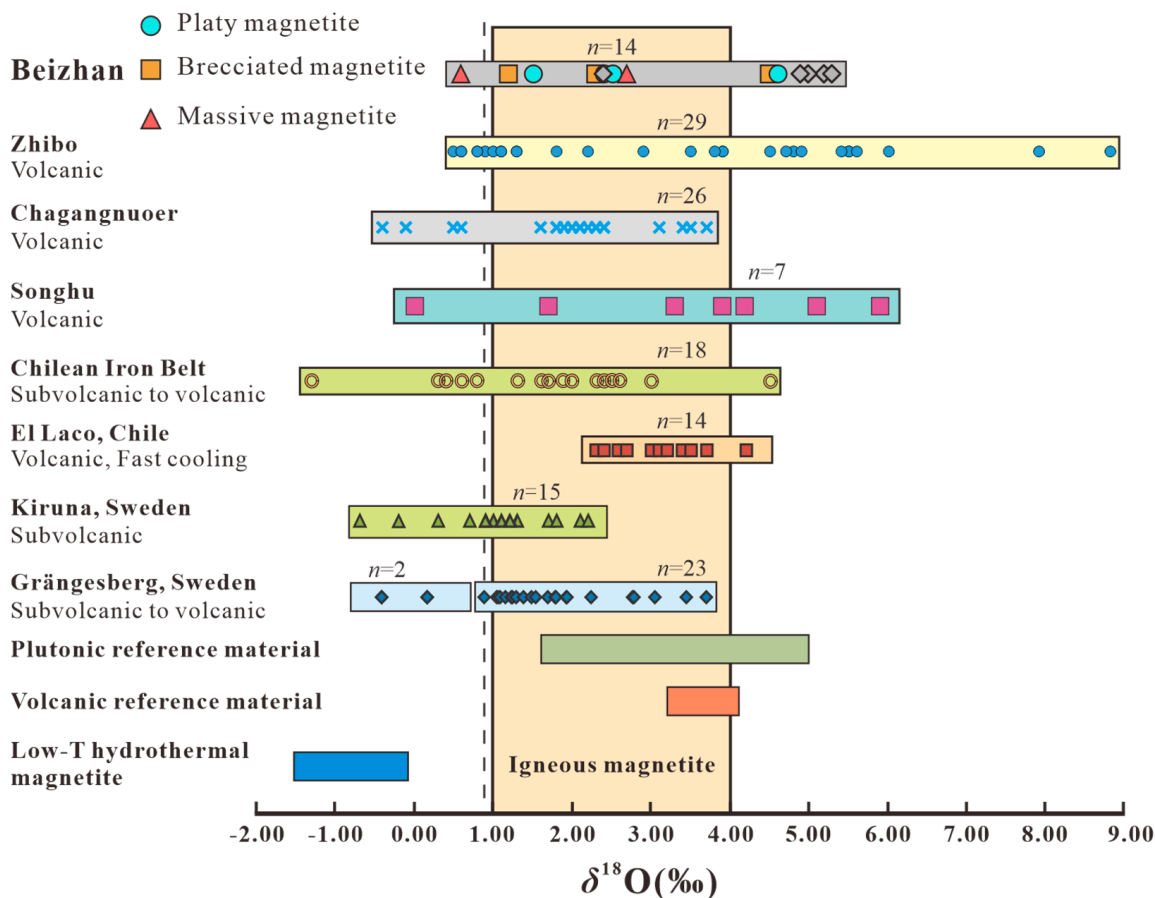 Platy magnetite
Beizhan
Brecciated magnetite
Massive magnetite
n=14
Zhibo
Volcanic
n=29
Chagangnuoer
Volcanic
n=26
Songhu
Volcanic
n=7
Chilean Iron Belt
Subvolcanic to volcanic
n=18
El Laco, Chile
Volcanic, Fast cooling
n=14
Kiruna, Sweden
Subvolcanic
n=15
Grängesberg, Sweden
Subvolcanic to volcanic
n=2
n=23
Plutonic reference material
Volcanic reference material
Low-T hydrothermal
magnetite
Igneous magnetite
-2.00 -1.00 0.00 1.00 2.00 3.00 4.00 5.00 6.00 7.00 8.00 9.00
δ¹⁸O(‰)